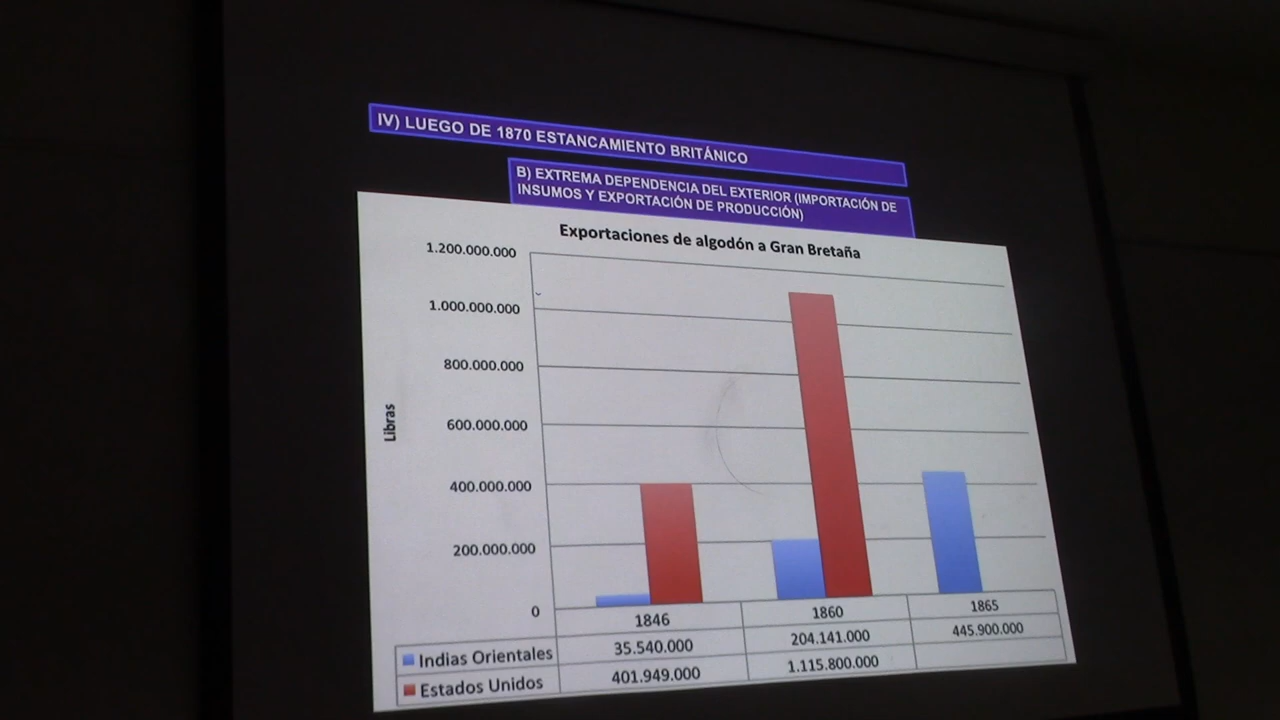 IV) LUEGO DE 1870 ESTANCAMIENTO BRITÁNICO
B) EXTREMA DEPENDENCIA DEL EXTERIOR (IMPORTACIÓN DE
INSUMOS Y EXPORTACIÓN DE PRODUCCIÓN)
Exportaciones de algodón a Gran Bretaña
1.200.000.000
1.000.000.000
800.000.000
600.000.000
400.000.000
200.000.000
0
Libras
1846 1860 1865
Indias Orientales 35.540.000 204.141.000 445.900.000
Estados Unidos 401.949.000 1.115.800.000